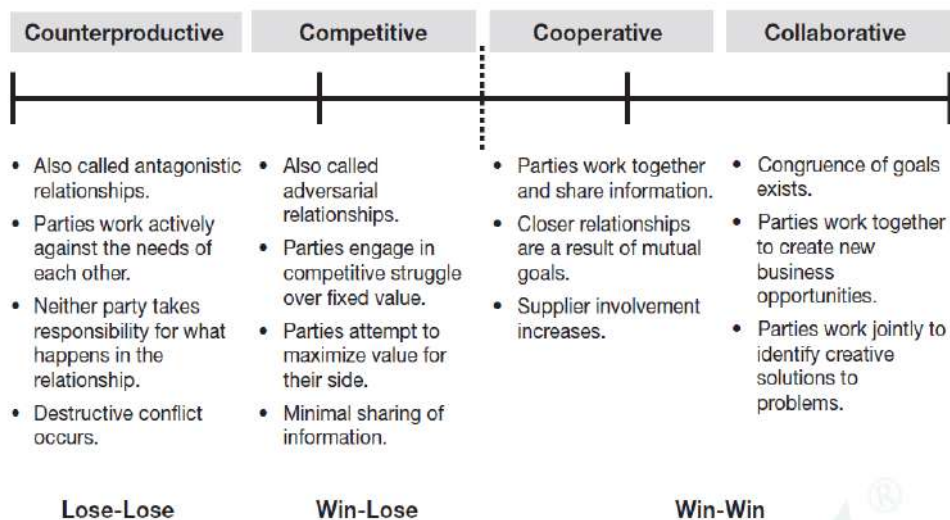 Counterproductive
Competitive
Cooperative
Collaborative
• Also called antagonistic
relationships.
• Parties work actively
against the needs of
each other.
• Neither party takes
responsibility for what
happens in the
relationship.
• Destructive conflict
occurs.
• Also called
adversarial
relationships.
• Parties engage in
competitive struggle
over fixed value.
• Parties attempt to
maximize value for
their side.
• Minimal sharing of
information.
• Parties work together
and share information.
• Closer relationships
are a result of mutual
goals.
• Supplier involvement
increases.
• Congruence of goals
exists.
• Parties work together
to create new
business
opportunities.
• Parties work jointly to
identify creative
solutions to
problems.
Lose-Lose
Win-Lose
Win-Win
®